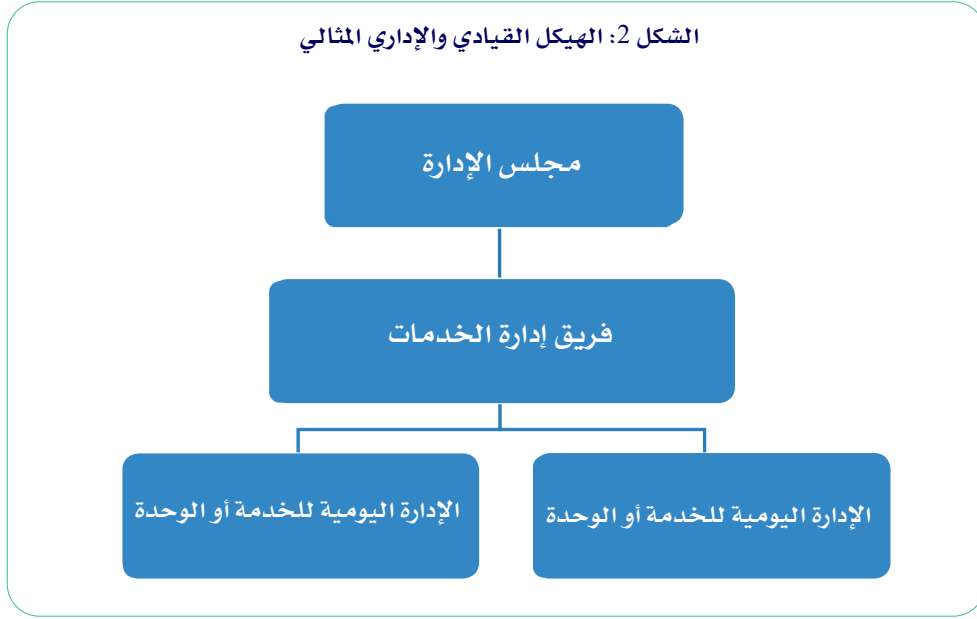 الشكل 2: الهيكل القيادي والإداري المثالي
مجلس الإدارة
فريق إدارة الخدمات
الإدارة اليومية للخدمة أو الوحدة
الإدارة اليومية للخدمة أو الوحدة